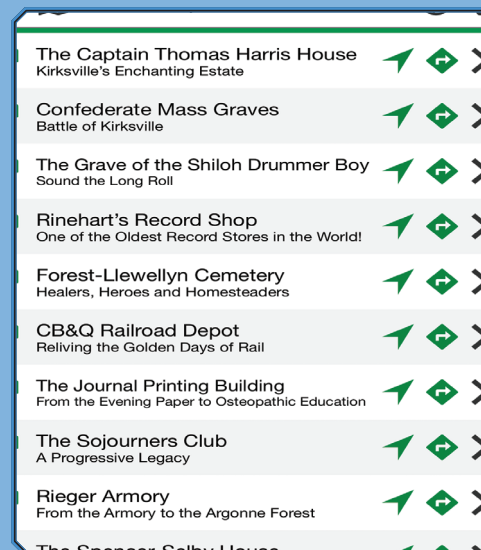 The Captain Thomas Harris House
Kirksville's Enchanting Estate
Confederate Mass Graves
Battle of Kirksville
The Grave of the Shiloh Drummer Boy
Sound the Long Roll
Rinehart's Record Shop
One of the Oldest Record Stores in the World!
Forest-Llewellyn Cemetery
Healers, Heroes and Homesteaders
CB&Q Railroad Depot
Reliving the Golden Days of Rail
The Journal Printing Building
From the Evening Paper to Osteopathic Education
The Sojourners Club
A Progressive Legacy
Rieger Armory
From the Armory to the Argonne Forest
The Spencer Selby House